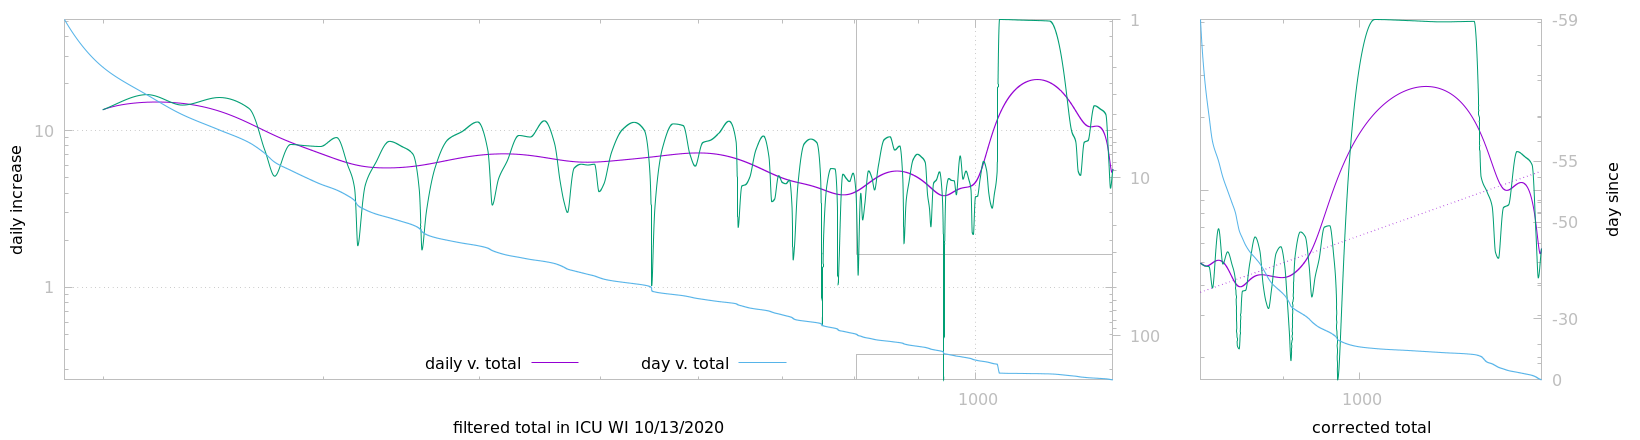 1
-59
10
-55
10
-50
daily increase
day since
1
-30
100
daily v. total
day v. total
0
1000
1000
filtered total in ICU WI 10/13/2020
corrected total